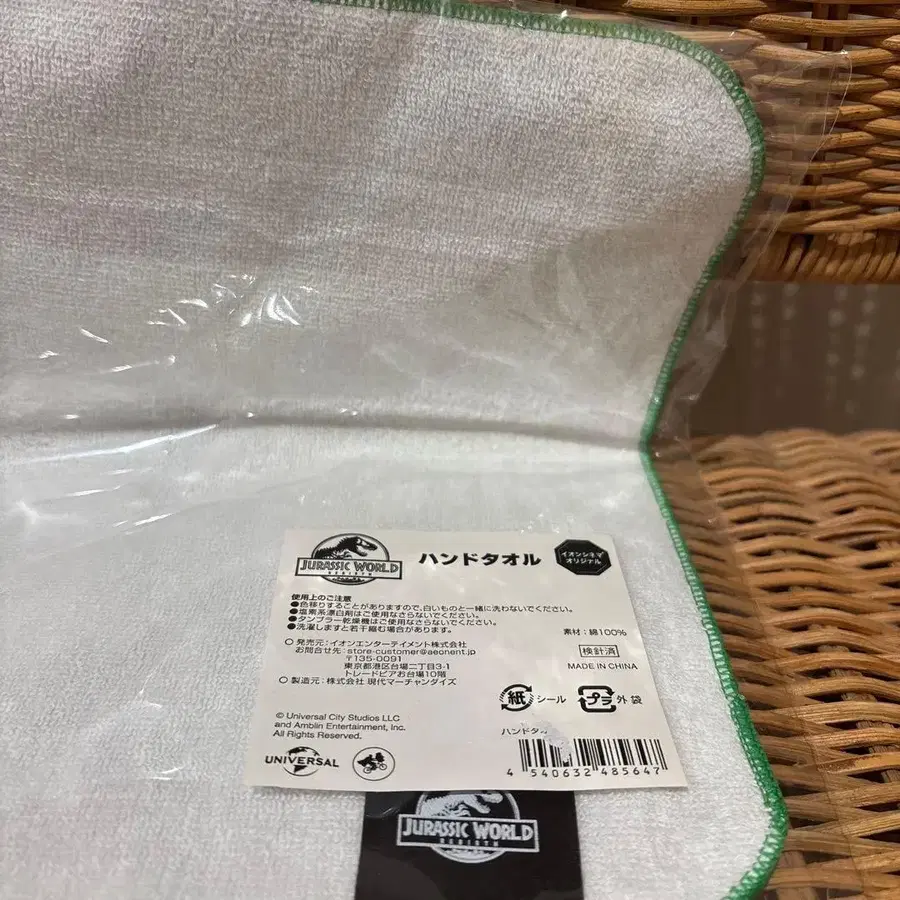 JURASSIC WORLD
REBIRTH
ハンドタオル
イオンシネマ
オリジナル
使用上のご注意
●色移りすることがありますので、白いものと一緒に洗わないでください。
●塩素系漂白剤はご使用なさらないでください。
●タンブラー乾燥機はご使用なさらないでください。
●洗濯しますと若干縮む場合があります。
素材：綿100%
○発売元：イオンエンターテイメント株式会社
お問合せ先：store-customer@aeonent.jp
〒135-0091
東京都港区台場二丁目3-1
トレードピアお台場10階
○製造元：株式会社 現代マーチャンダイズ
検針済
MADE IN CHINA
紙 シール
プラ 外袋
© Universal City Studios LLC
and Amblin Entertainment, Inc.
All Rights Reserved.
UNIVERSAL
ハンドタオ
4 540632 485647
JURASSIC WORLD
REBIRTH